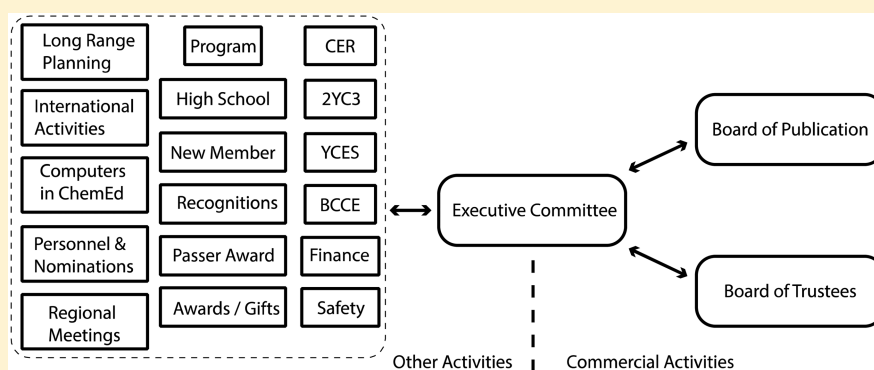 Long Range
Planning
International
Activities
Computers
in ChemEd
Personnel &
Nominations
Regional
Meetings
Program
High School
New Member
Recognitions
Passer Award
Awards / Gifts
CER
2YC3
YCES
BCCE
Finance
Safety
Executive Committee
Board of Publication
Board of Trustees
Other Activities
Commercial Activities